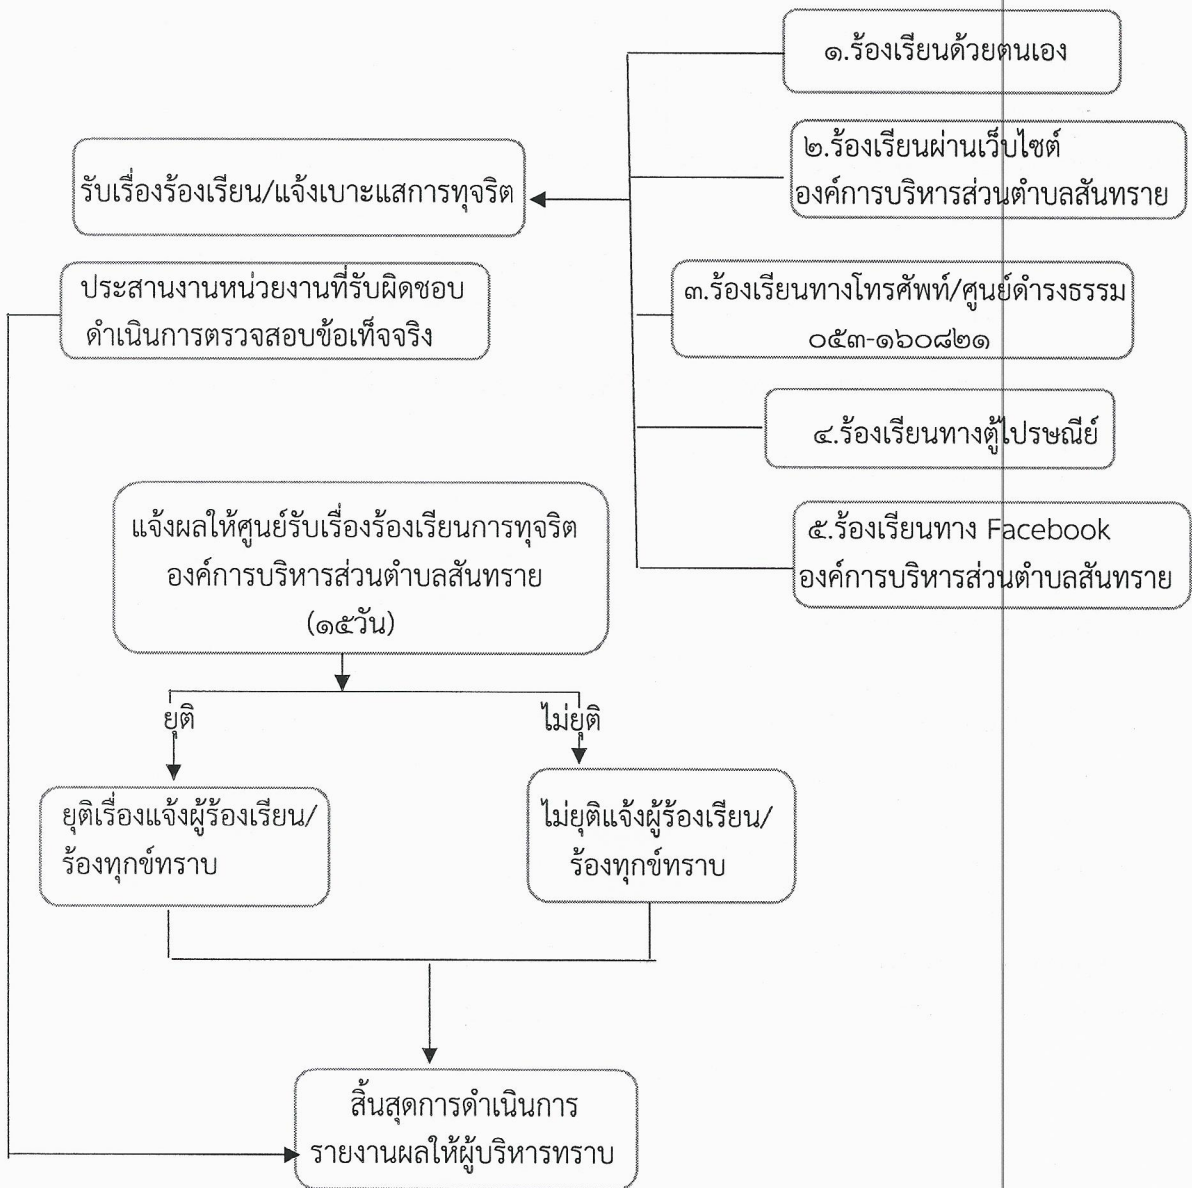 ๑.ร้องเรียนด้วยตนเอง
๒.ร้องเรียนผ่านเว็บไซต์
องค์การบริหารส่วนตำบลสันทราย
รับเรื่องร้องเรียน/แจ้งเบาะแสการทุจริต
ประสานงานหน่วยงานที่รับผิดชอบ
ดำเนินการตรวจสอบข้อเท็จจริง
๓.ร้องเรียนทางโทรศัพท์/ศูนย์ดำรงธรรม
๐๕๓-๑๖๐๘๒๑
๔.ร้องเรียนทางตู้ไปรษณีย์
๕.ร้องเรียนทาง Facebook
องค์การบริหารส่วนตำบลสันทราย
แจ้งผลให้ศูนย์รับเรื่องร้องเรียนการทุจริต
องค์การบริหารส่วนตำบลสันทราย
(๑๕วัน)
ยุติ
ไม่ยุติ
ยุติเรื่องแจ้งผู้ร้องเรียน/
ร้องทุกข์ทราบ
ไม่ยุติแจ้งผู้ร้องเรียน/
ร้องทุกข์ทราบ
สิ้นสุดการดำเนินการ
รายงานผลให้ผู้บริหารทราบ